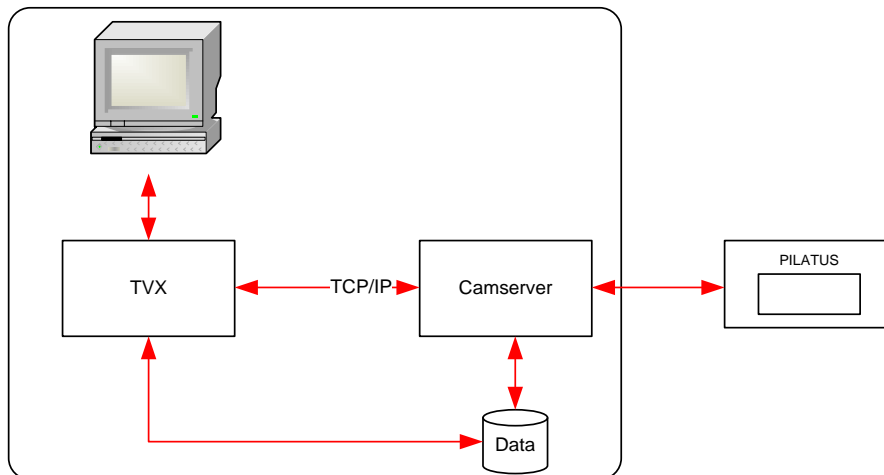 PILATUS
TVX
TCP/IP
Camserver
Data